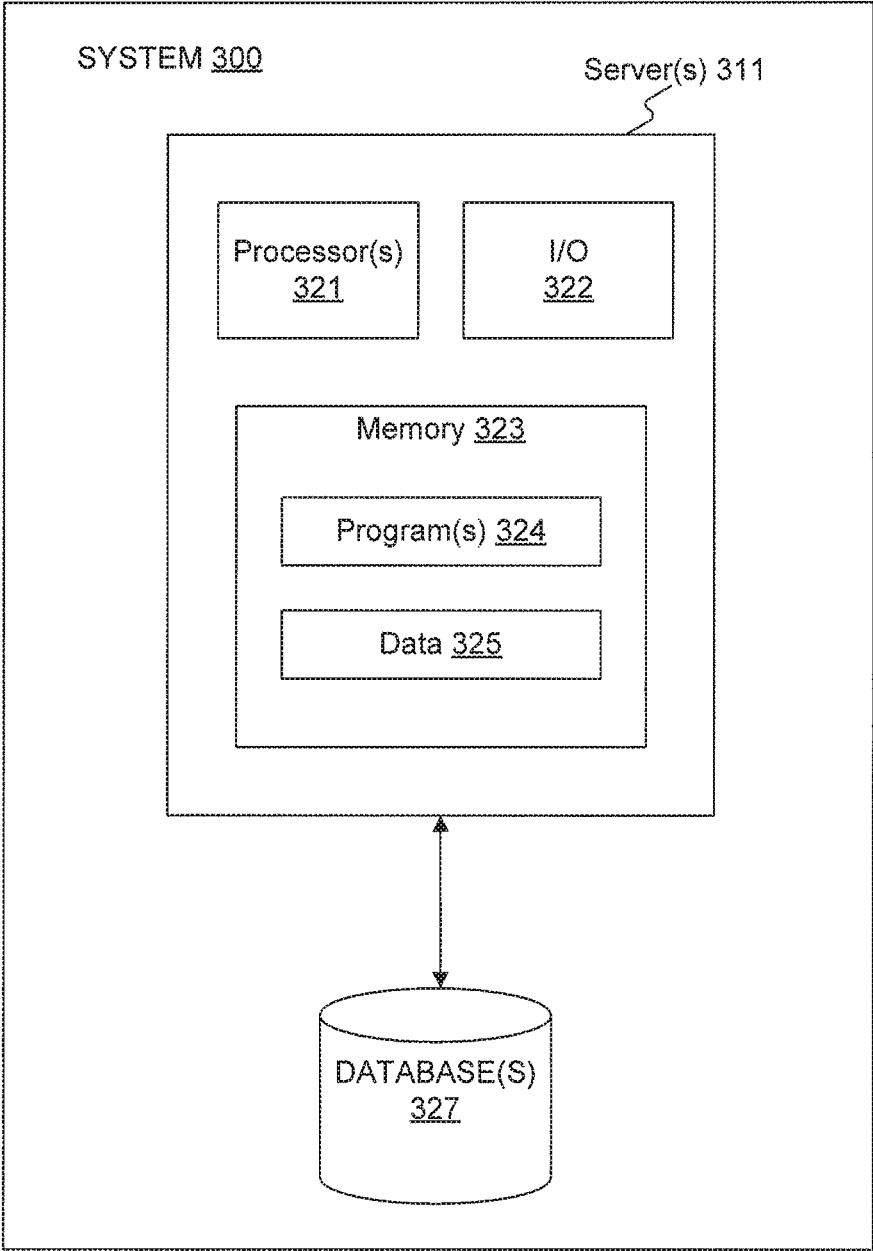 SYSTEM 300
Server(s) 311
Processor(s)
321
I/O
322
Memory 323
Program(s) 324
Data 325
DATABASE(S)
327